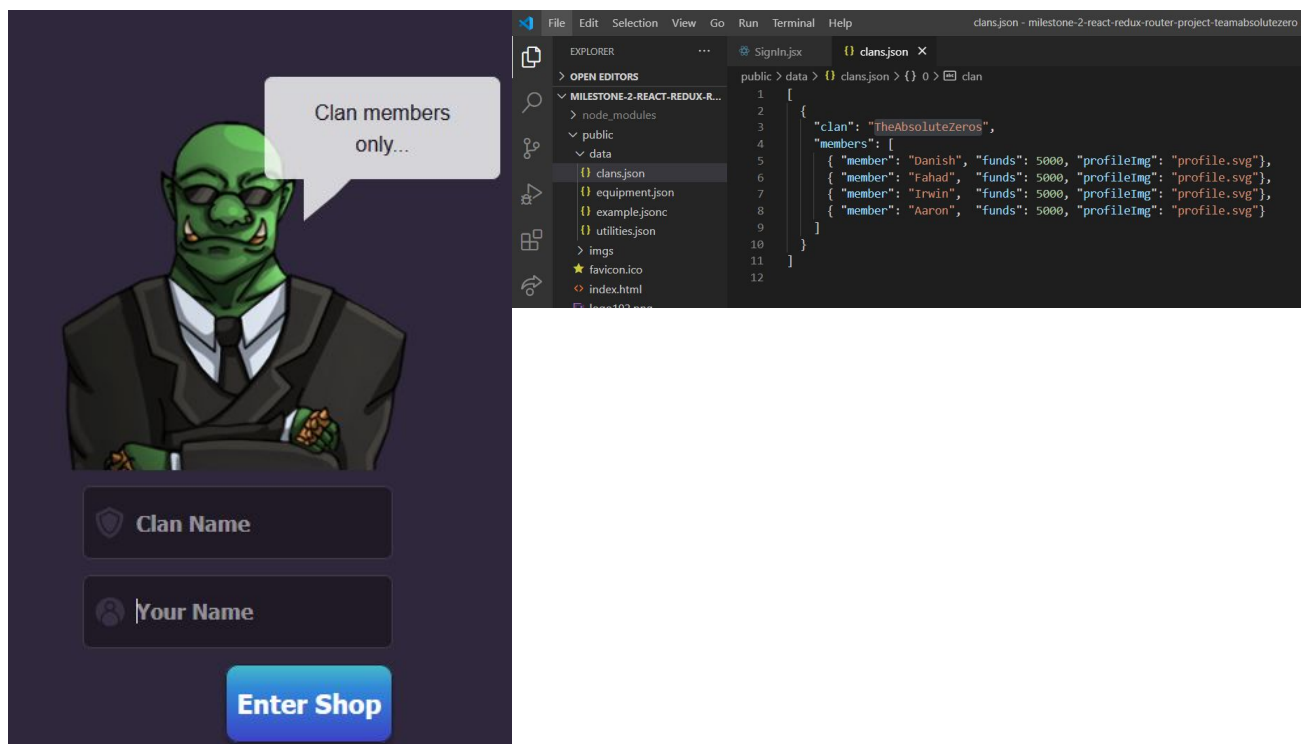 Clan members
only...
Clan Name
Your Name
Enter Shop
File Edit Selection View Go Run Terminal Help clans.json - milestone-2-react-redux-router-project-teamabsolutezero
EXPLORER ...
> OPEN EDITORS
MILESTONE-2-REACT-REDUX-R...
> node_modules
public
data
{} clans.json
{} equipment.json
{} example.jsonc
{} utilities.json
> imgs
favicon.ico
<> index.html
SignIn.jsx {} clans.json ×
public > data > {} clans.json > {} 0 > abc clan
1 [
2 {
3 "clan": "TheAbsoluteZeros",
4 "members": [
5 { "member": "Danish", "funds": 5000, "profileImg": "profile.svg"},
6 { "member": "Fahad", "funds": 5000, "profileImg": "profile.svg"},
7 { "member": "Irwin", "funds": 5000, "profileImg": "profile.svg"},
8 { "member": "Aaron", "funds": 5000, "profileImg": "profile.svg"}
9 ]
10 }
11 ]
12